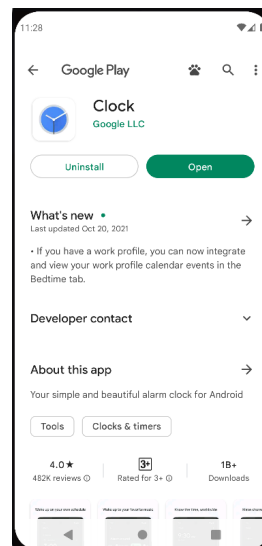 11:28
Google Play
Clock
Google LLC
Uninstall
Open
What's new •
Last updated Oct 20, 2021
• If you have a work profile, you can now integrate
and view your work profile calendar events in the
Bedtime tab.
Developer contact
About this app
Your simple and beautiful alarm clock for Android
Tools
Clocks & timers
4.0★
482K reviews
3+
Rated for 3+
1B+
Downloads